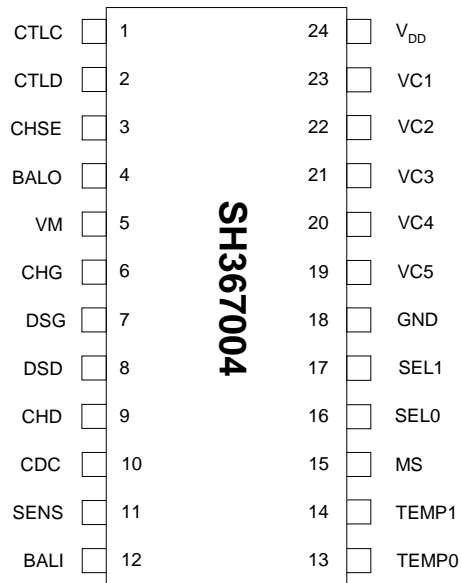 CTLC 1 24 VDD
CTLD 2 23 VC1
CHSE 3 22 VC2
BALO 4 21 VC3
VM 5 20 VC4
CHG 6 19 VC5
DSG 7 18 GND
DSD 8 17 SEL1
CHD 9 16 SEL0
CDC 10 15 MS
SENS 11 14 TEMP1
BALI 12 13 TEMP0
SH367004